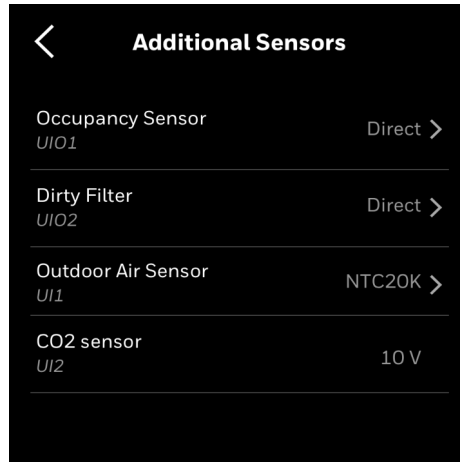 Additional Sensors
Occupancy Sensor
UIO1
Direct
Dirty Filter
UIO2
Direct
Outdoor Air Sensor
UI1
NTC20K
CO2 sensor
UI2
10 V